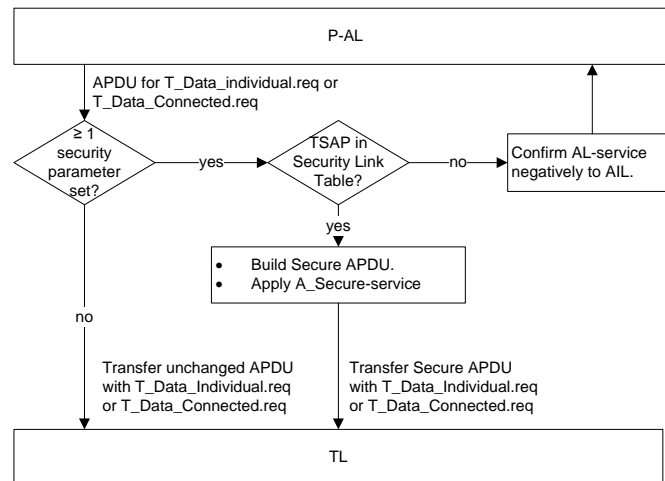 P-AL
APDU for T_Data_individual.req or
T_Data_Connected.req
≥ 1
security
parameter
set?
yes
TSAP in
Security Link
Table?
no
Confirm AL-service
negatively to AIL.
yes
• Build Secure APDU.
• Apply A_Secure-service
no
Transfer unchanged APDU
with T_Data_Individual.req
or T_Data_Connected.req
Transfer Secure APDU
with T_Data_Individual.req
or T_Data_Connected.req
TL